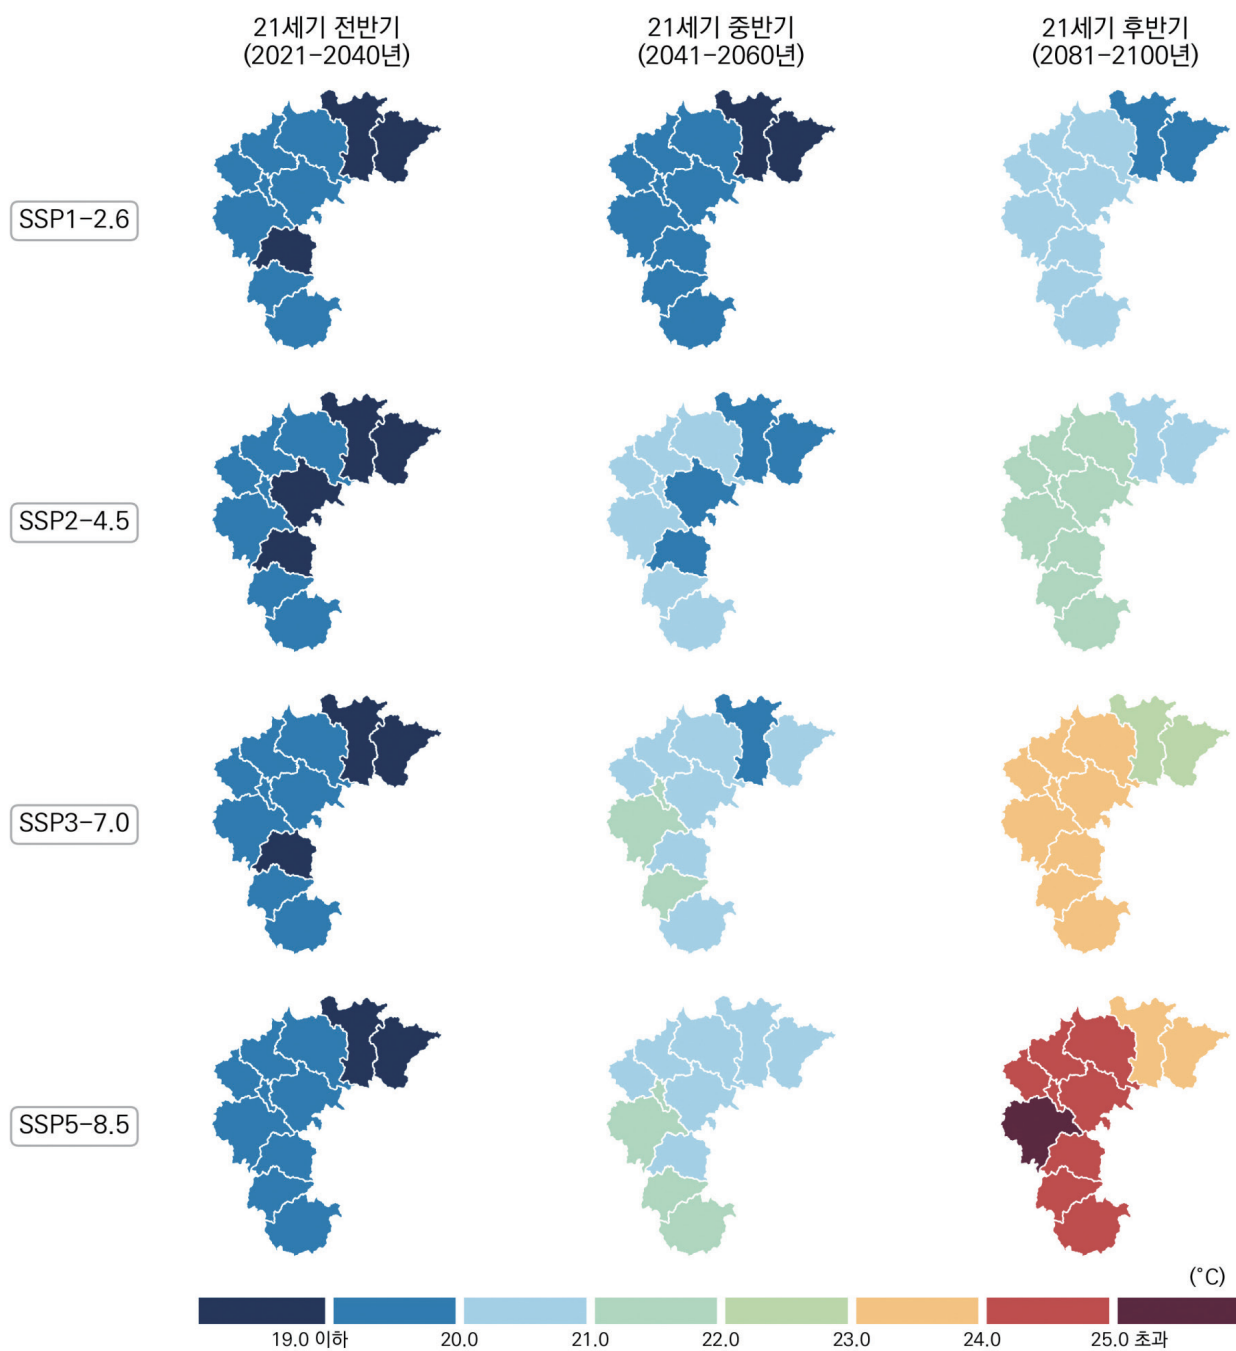 21세기 전반기
(2021-2040년)
21세기 중반기
(2041-2060년)
21세기 후반기
(2081-2100년)
SSP1-2.6
SSP2-4.5
SSP3-7.0
SSP5-8.5
(˚C)
19.0 이하 20.0 21.0 22.0 23.0 24.0 25.0 초과